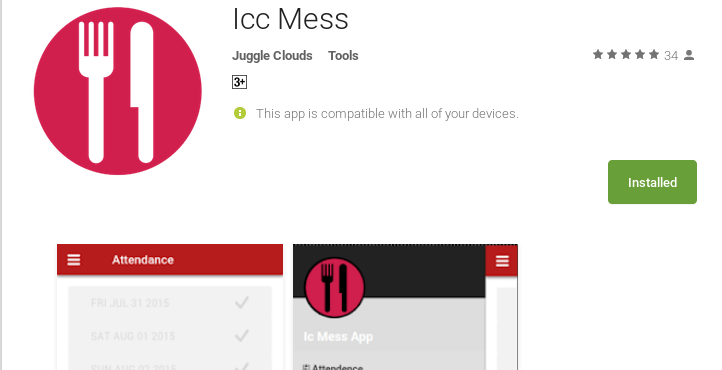 Icc Mess
Juggle Clouds Tools
34
3+
This app is compatible with all of your devices.
Installed
Attendance
FRI JUL 31 2015
SAT AUG 01 2015
SUN AUG 02 2015
Ic Mess App
Attendence